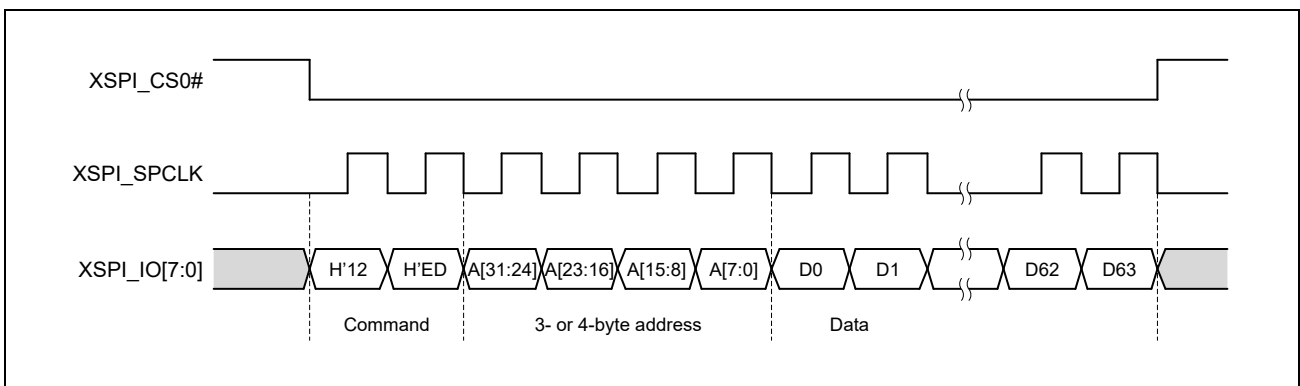 XSPI_CS0#
XSPI_SPCLK
XSPI_IO[7:0] H'12 H'ED A[31:24] A[23:16] A[15:8] A[7:0] D0 D1 D62 D63
Command 3- or 4-byte address Data